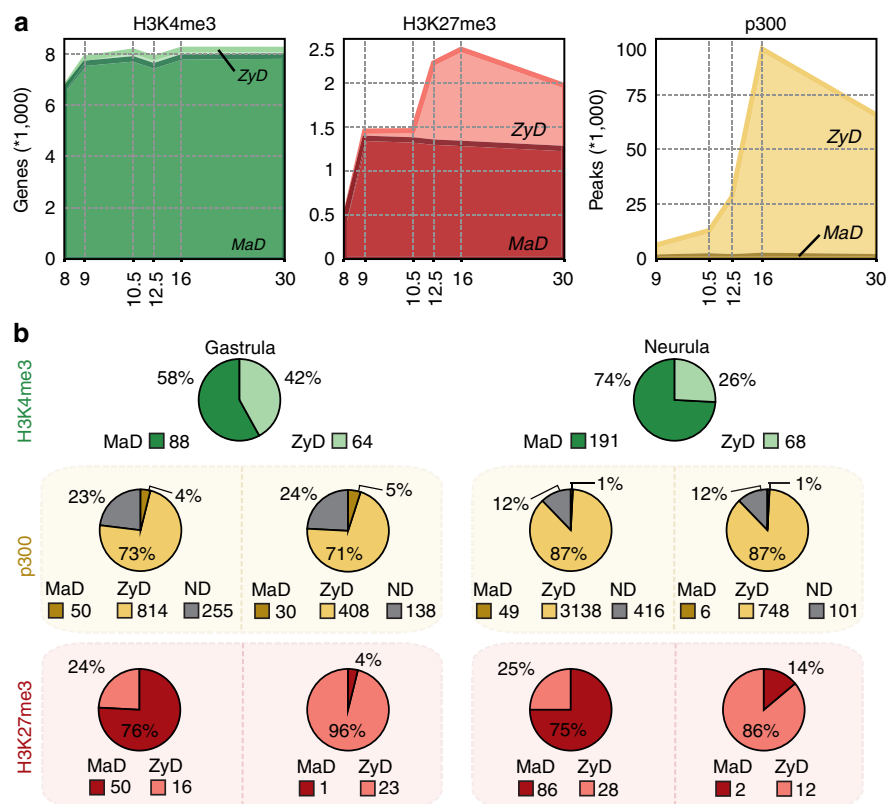 a
H3K4me3
H3K27me3
p300
Genes (*1,000)
8
6
4
2
0
ZyD
MaD
8 9 10.5 12.5 16 30
2.5
2
1.5
1
0.5
0
ZyD
MaD
8 9 10.5 12.5 16 30
Peaks (*1,000)
100
75
50
25
0
ZyD
MaD
9 10.5 12.5 16 30
b
H3K4me3
Gastrula
58% 42%
MaD 88 ZyD 64
Neurula
74% 26%
MaD 191 ZyD 68
p300
23% 4%
73%
MaD ZyD ND
50 814 255
24% 5%
71%
MaD ZyD ND
30 408 138
12% 1%
87%
MaD ZyD ND
49 3138 416
12% 1%
87%
MaD ZyD ND
6 748 101
H3K27me3
24%
76%
MaD ZyD
50 16
4%
96%
MaD ZyD
1 23
25%
75%
MaD ZyD
86 28
14%
86%
MaD ZyD
2 12